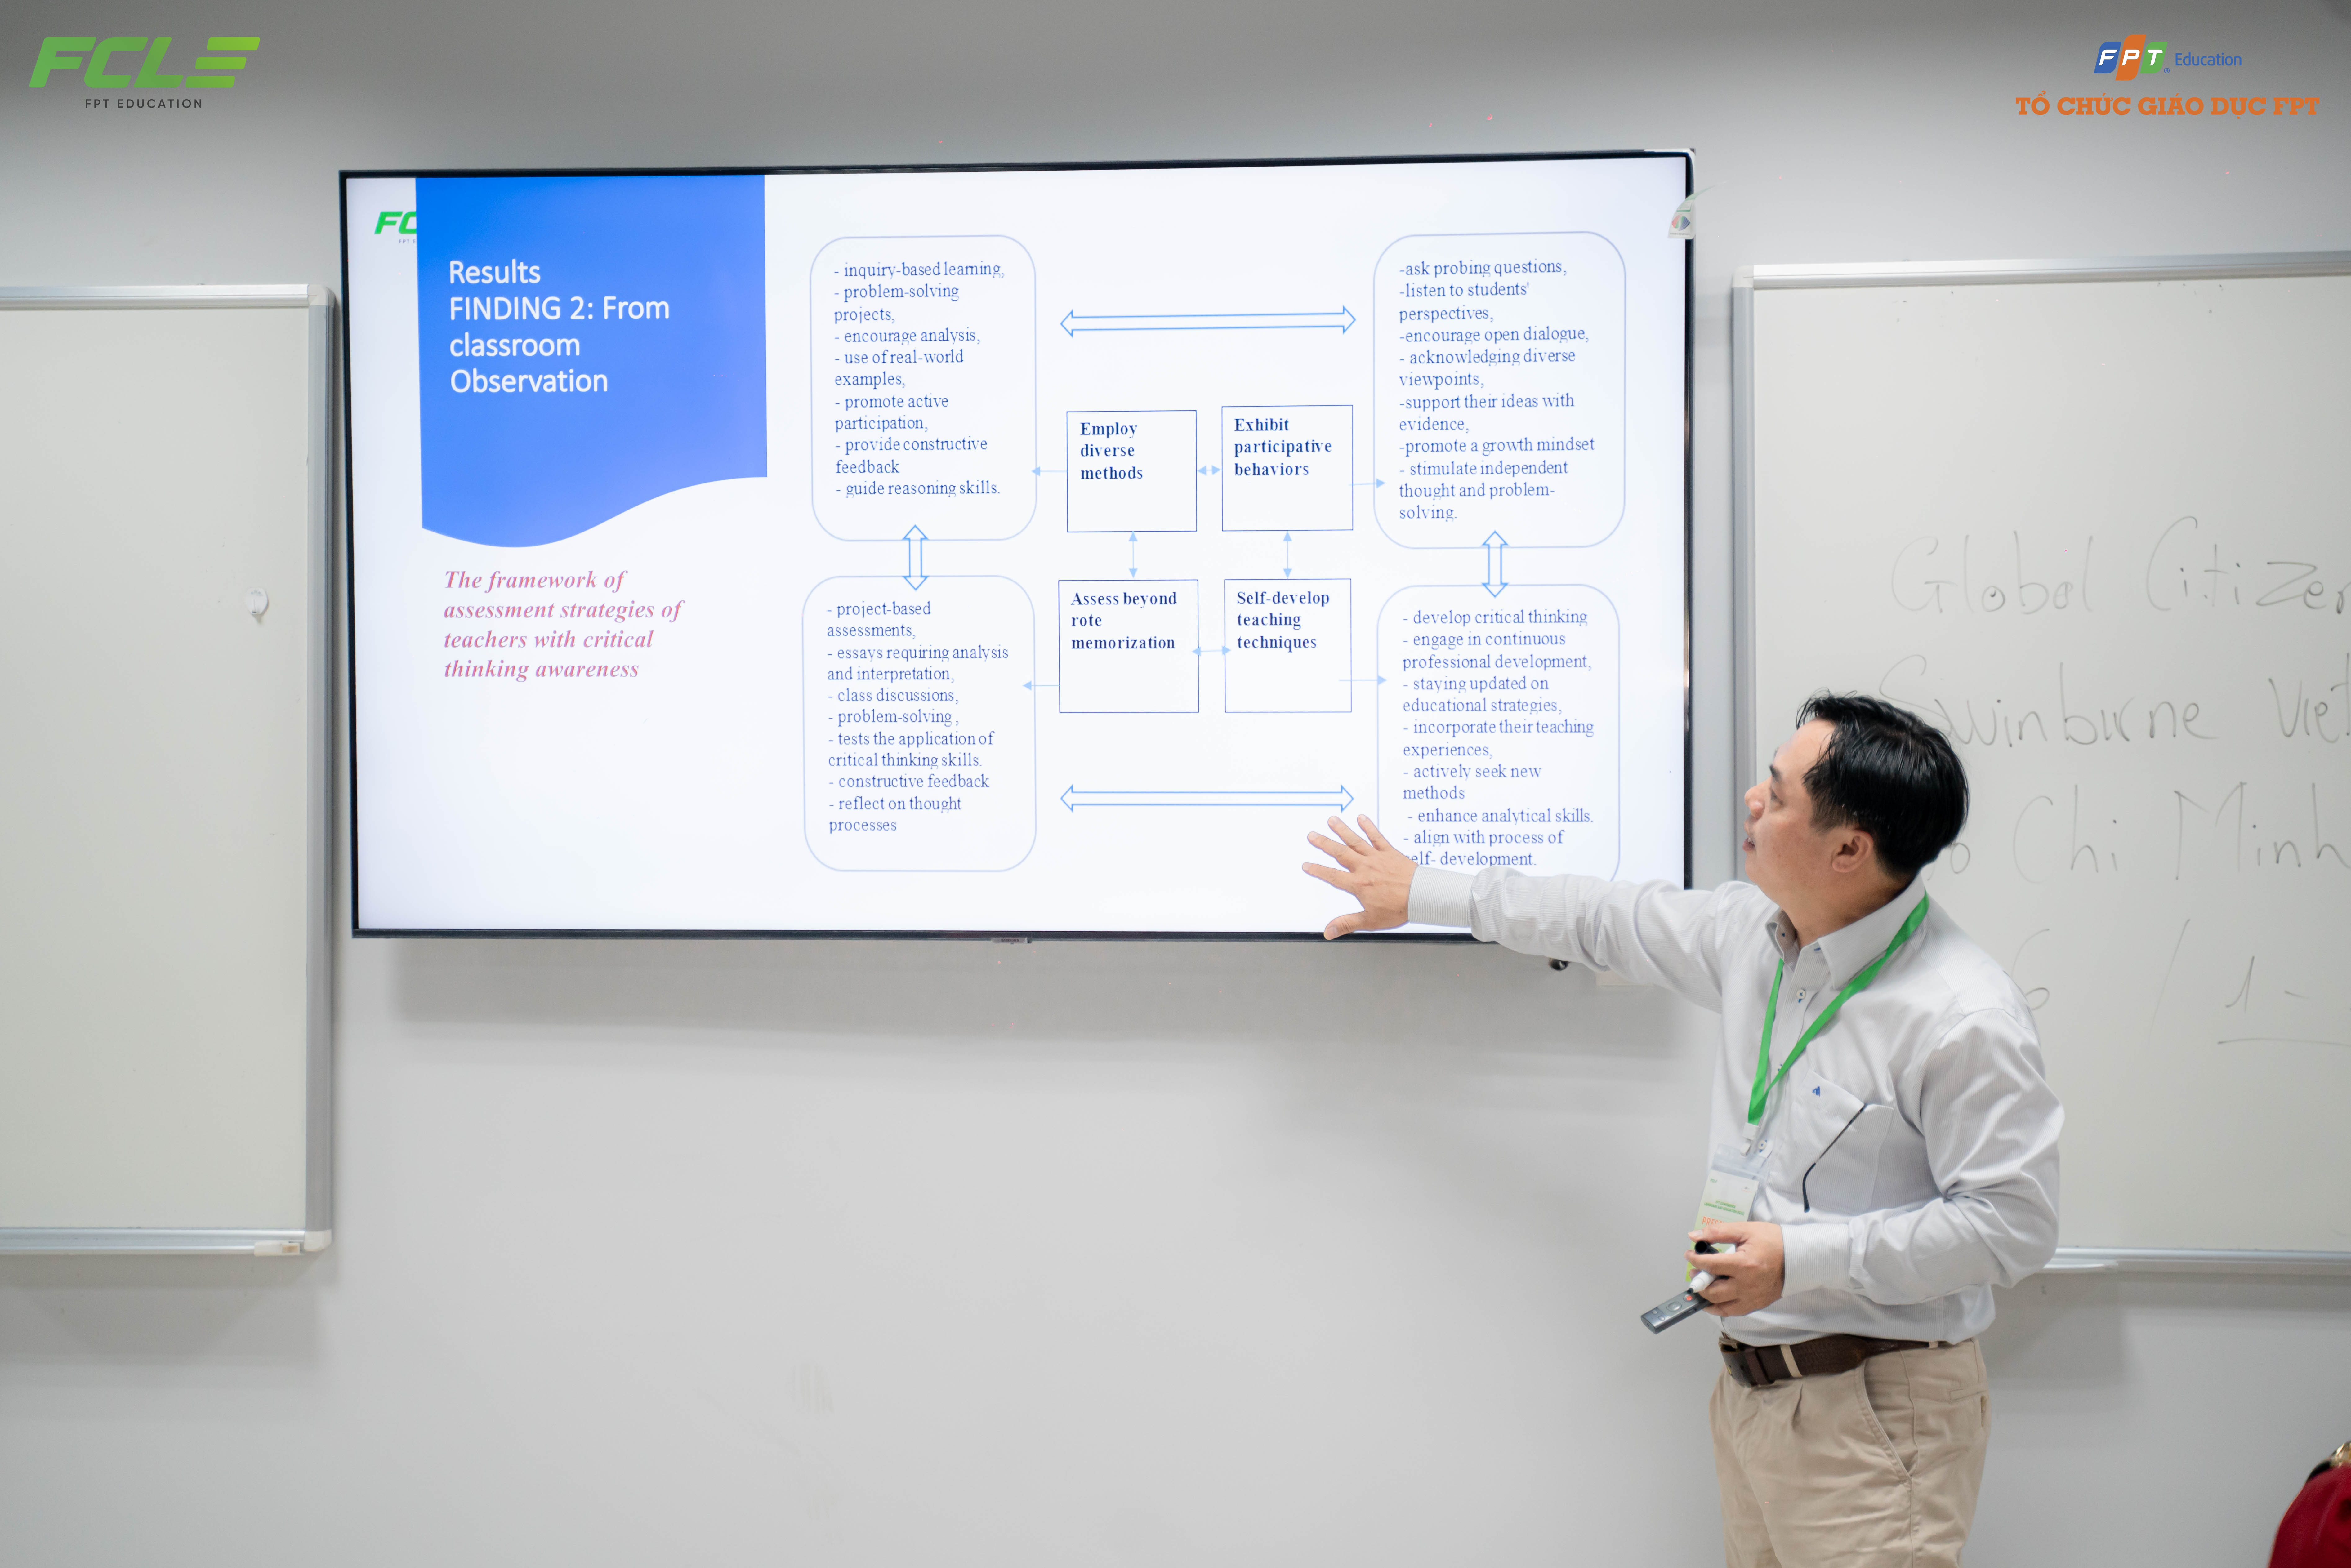 FCLE
FPT EDUCATION
FPT Education
TỔ CHỨC GIÁO DỤC FPT
FC
FPT E
Results
FINDING 2: From
classroom
Observation
The framework of
assessment strategies of
teachers with critical
thinking awareness
- inquiry-based learning,
- problem-solving
projects,
- encourage analysis,
- use of real-world
examples,
- promote active
participation,
- provide constructive
feedback
- guide reasoning skills.
-ask probing questions,
-listen to students'
perspectives,
-encourage open dialogue,
- acknowledging diverse
viewpoints,
-support their ideas with
evidence,
-promote a growth mindset
- stimulate independent
thought and problem-
solving.
Employ
diverse
methods
Exhibit
participative
behaviors
Assess beyond
rote
memorization
Self-develop
teaching
techniques
- project-based
assessments,
- essays requiring analysis
and interpretation,
- class discussions,
- problem-solving ,
- tests the application of
critical thinking skills.
- constructive feedback
- reflect on thought
processes
- develop critical thinking
- engage in continuous
professional development,
- staying updated on
educational strategies,
- incorporate their teaching
experiences,
- actively seek new
methods
- enhance analytical skills.
- align with process of
elf- development.
Global Citizen
Swinburne Viet
o Chi Minh
6 / 1 -